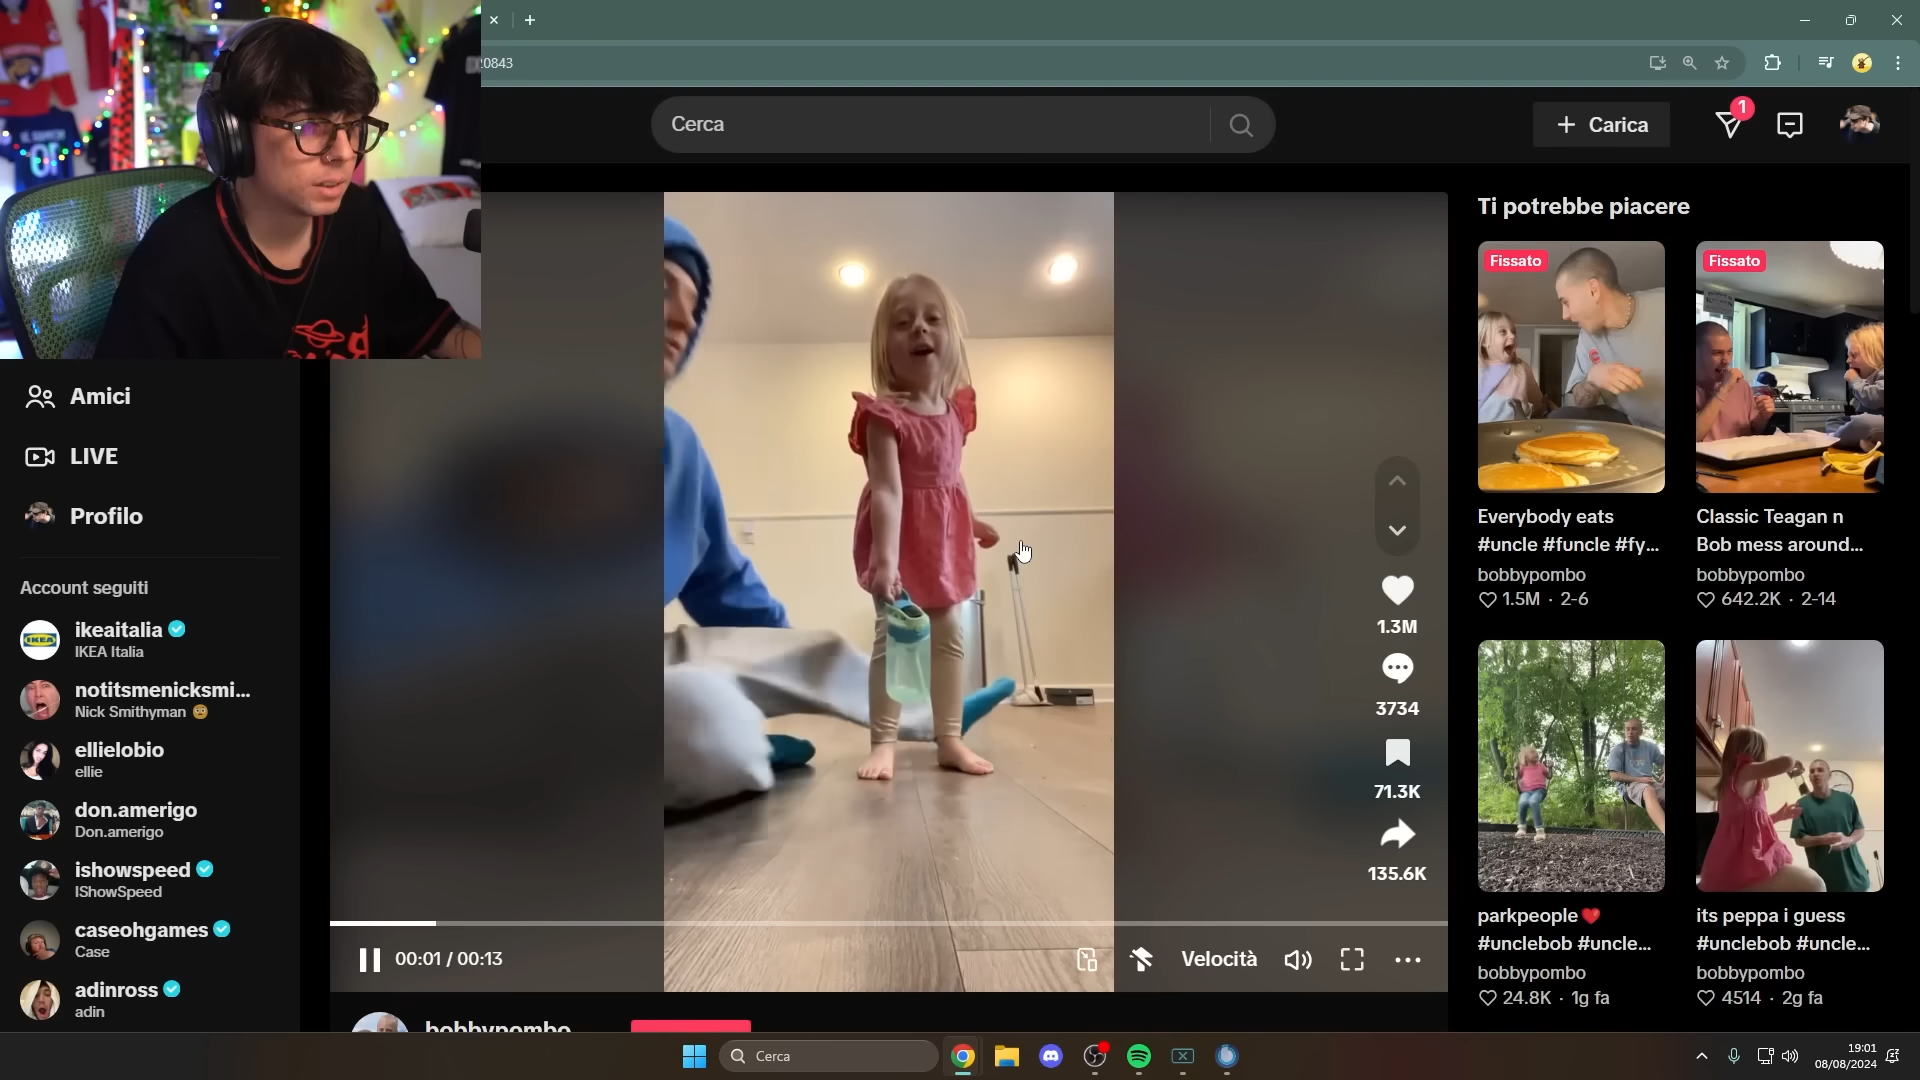 20843
Cerca
Carica
1
Amici
LIVE
Profilo
Account seguiti
IKEA
ikeaitalia
IKEA Italia
notitsmenicksmi...
Nick Smithyman
ellielobio
ellie
don.amerigo
Don.amerigo
ishowspeed
IShowSpeed
caseohgames
Case
adinross
adin
1.3M
3734
71.3K
135.6K
00:01 / 00:13
Velocità
bobbypombo
Ti potrebbe piacere
Fissato
Fissato
Everybody eats
#uncle #funcle #fy...
bobbypombo
1.5M · 2-6
Classic Teagan n
Bob mess around...
bobbypombo
642.2K · 2-14
parkpeople❤️
#unclebob #uncle...
bobbypombo
24.8K · 1g fa
its peppa i guess
#unclebob #uncle...
bobbypombo
4514 · 2g fa
Cerca
19:01
08/08/2024